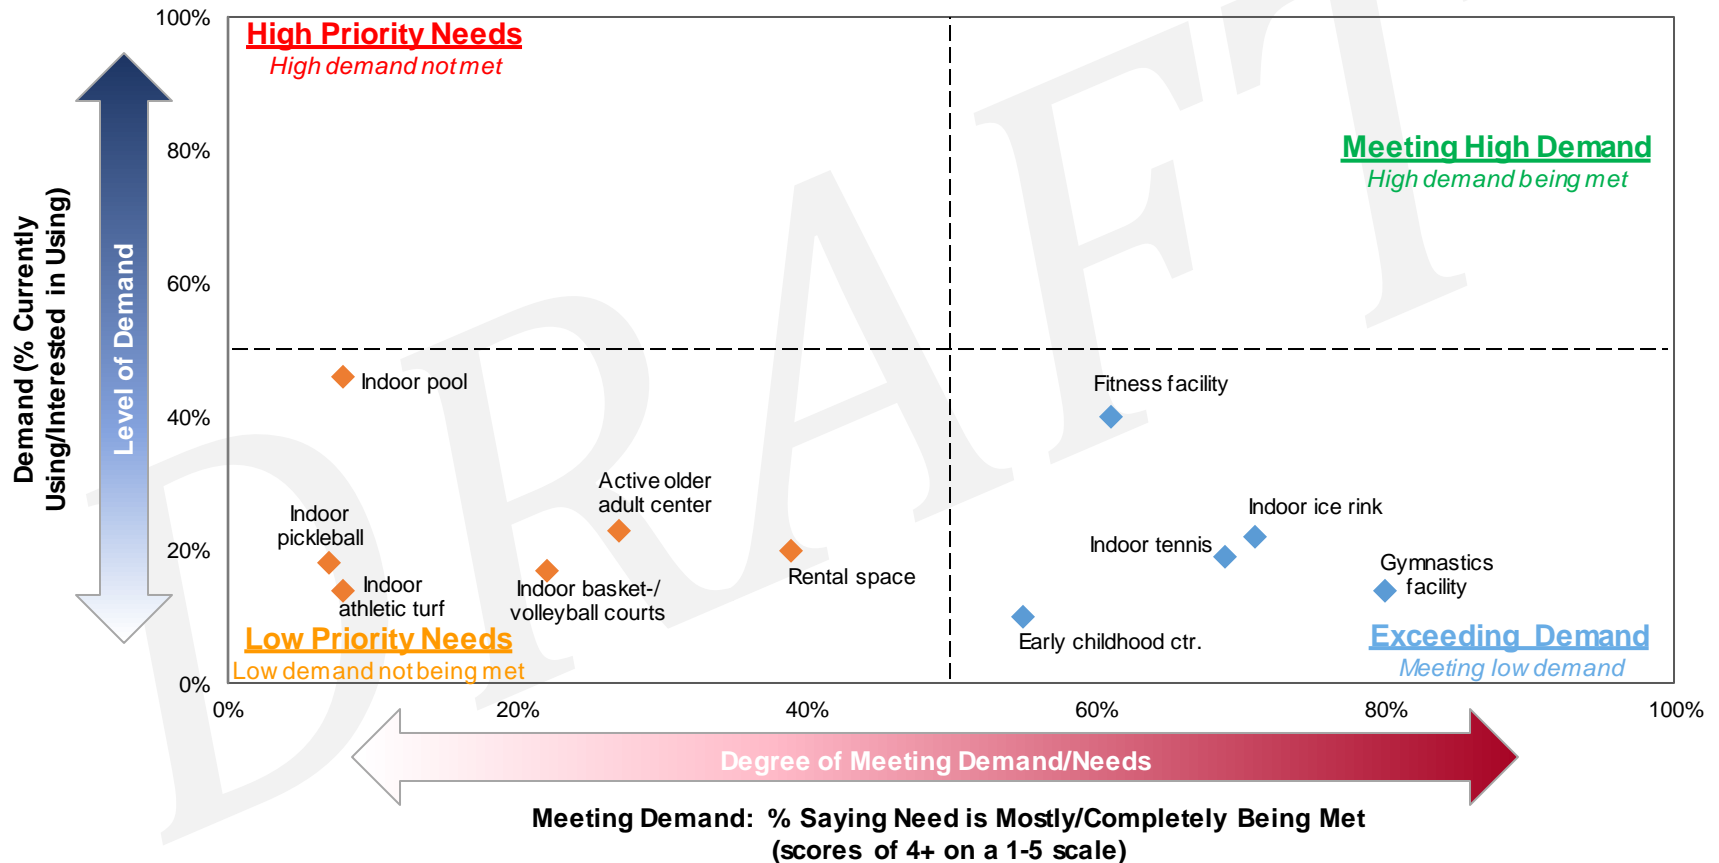 100%
High Priority Needs
High demand not met
80%
Meeting High Demand
High demand being met
Demand (% Currently
Using/Interested in Using)
Level of Demand
60%
Indoor pool
Fitness facility
40%
Active older
adult center
Indoor
pickleball
Indoor ice rink
20%
Indoor tennis
Indoor
athletic turf
Indoor basket-/
volleyball courts
Rental space
Gymnastics
facility
Early childhood ctr.
Low Priority Needs
Low demand not being met
Exceeding Demand
Meeting low demand
0%
0%
20%
40%
60%
80%
100%
Degree of Meeting Demand/Needs
Meeting Demand: % Saying Need is Mostly/Completely Being Met
(scores of 4+ on a 1-5 scale)
DRAFT